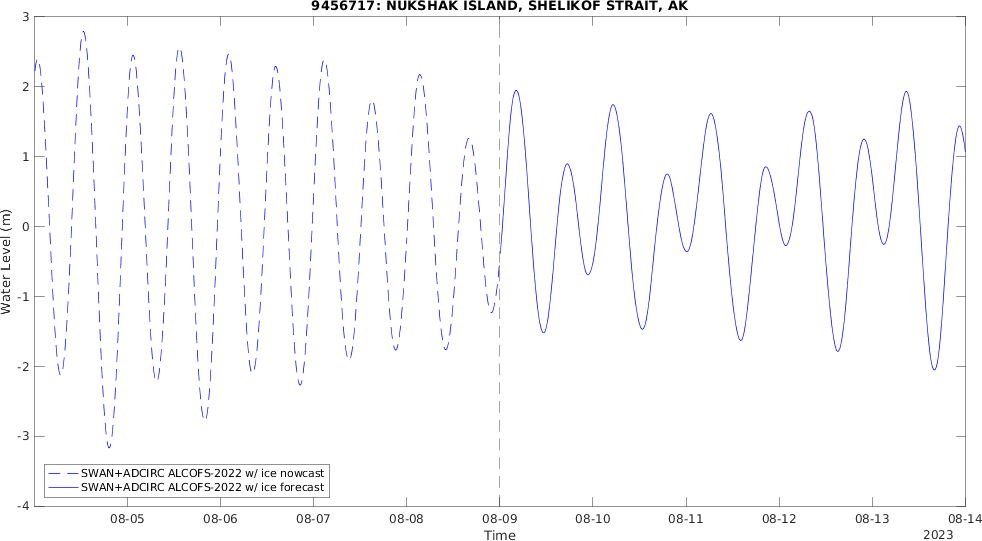 9456717: NUKSHAK ISLAND, SHELIKOF STRAIT, AK
3
2
1
0
-1
-2
-3
-4
Water Level (m)
SWAN+ADCIRC ALCOFS-2022 w/ ice nowcast
SWAN+ADCIRC ALCOFS-2022 w/ ice forecast
08-05 08-06 08-07 08-08 08-09 08-10 08-11 08-12 08-13 08-14
Time
2023